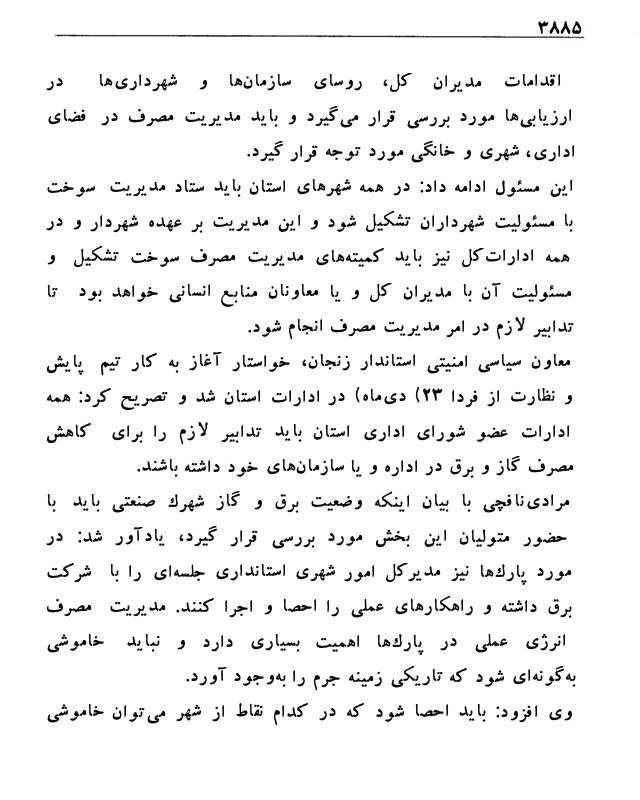 ۳۸۸۵
اقدامات مدیران کل، روسای سازمان‌ها و شهرداری‌ها در
ارزیابی‌ها مورد بررسی قرار می‌گیرد و باید مدیریت مصرف در فضای
اداری، شهری و خانگی مورد توجه قرار گیرد.
این مسئول ادامه داد: در همه شهرهای استان باید ستاد مدیریت سوخت
با مسئولیت شهرداران تشکیل شود و این مدیریت بر عهده شهردار و در
همه ادارات‌کل نیز باید کمیته‌های مدیریت مصرف سوخت تشکیل و
مسئولیت آن با مدیران کل و یا معاونان منابع انسانی خواهد بود تا
تدابیر لازم در امر مدیریت مصرف انجام شود.
معاون سیاسی امنیتی استاندار زنجان، خواستار آغاز به کار تیم پایش
و نظارت از فردا ۲۳) دی‌ماه) در ادارات استان شد و تصریح کرد: همه
ادارات عضو شورای اداری استان باید تدابیر لازم را برای کاهش
مصرف گاز و برق در اداره و یا سازمان‌های خود داشته باشند.
مرادی‌نافچی با بیان اینکه وضعیت برق و گاز شهرك صنعتی باید با
حضور متولیان این بخش مورد بررسی قرار گیرد، یادآور شد: در
مورد پارك‌ها نیز مدیرکل امور شهری استانداری جلسه‌ای را با شرکت
برق داشته و راهکارهای عملی را احصا و اجرا کنند. مدیریت مصرف
انرژی عملی در پارك‌ها اهمیت بسیاری دارد و نباید خاموشی
به‌گونه‌ای شود که تاریکی زمینه جرم را به‌وجود آورد.
وی افزود: باید احصا شود که در کدام نقاط از شهر می‌توان خاموشی